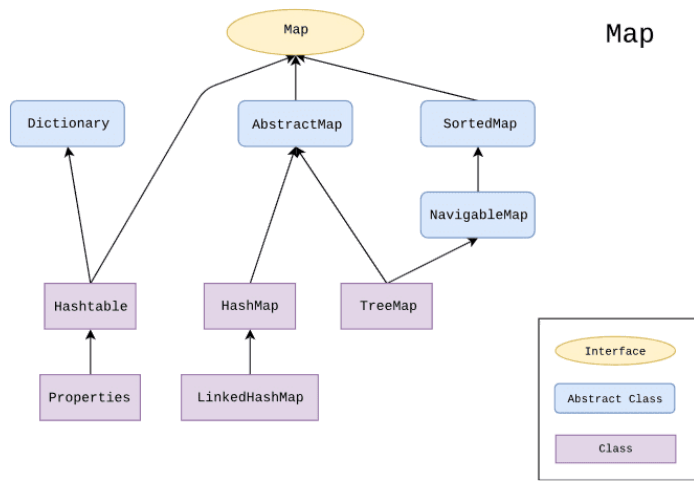 Map
Map
Dictionary
AbstractMap
SortedMap
NavigableMap
Hashtable
HashMap
TreeMap
Properties
LinkedHashMap
Interface
Abstract Class
Class